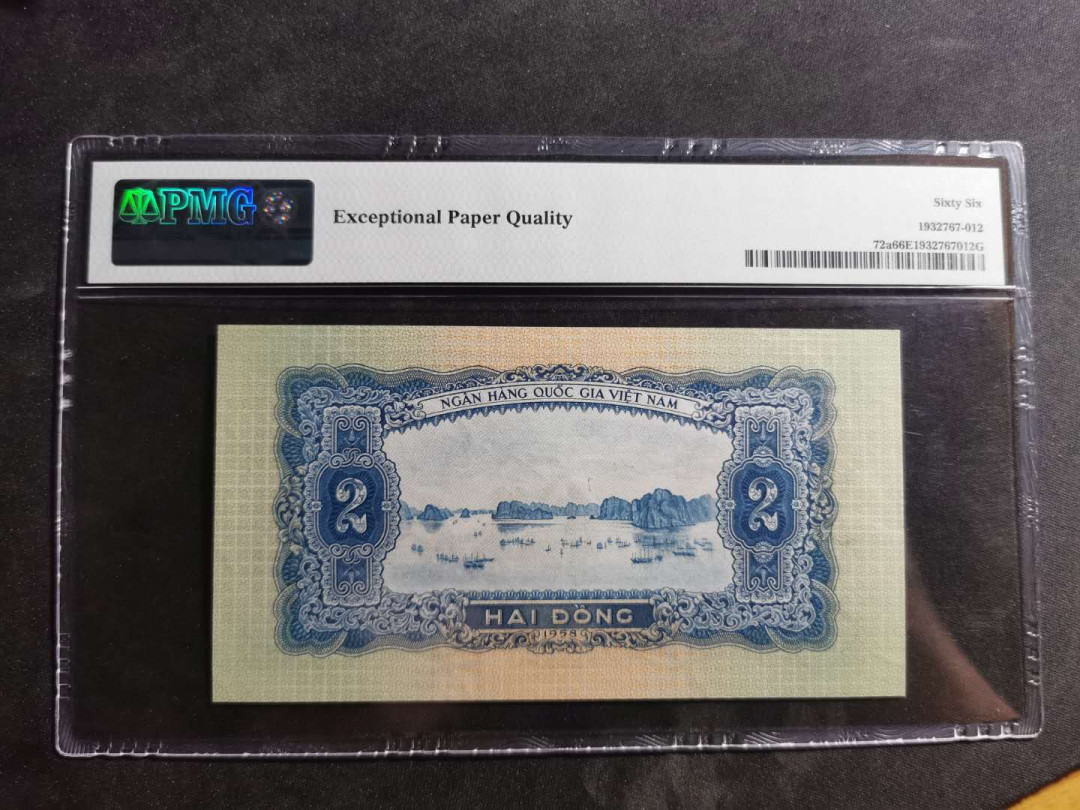 PMG
Exceptional Paper Quality
Sixty Six
1932767-012
72a66E1932767012G
NGÂN HÀNG QUỐC GIA VIỆT NAM
2
2
HAI ĐỒNG
1958